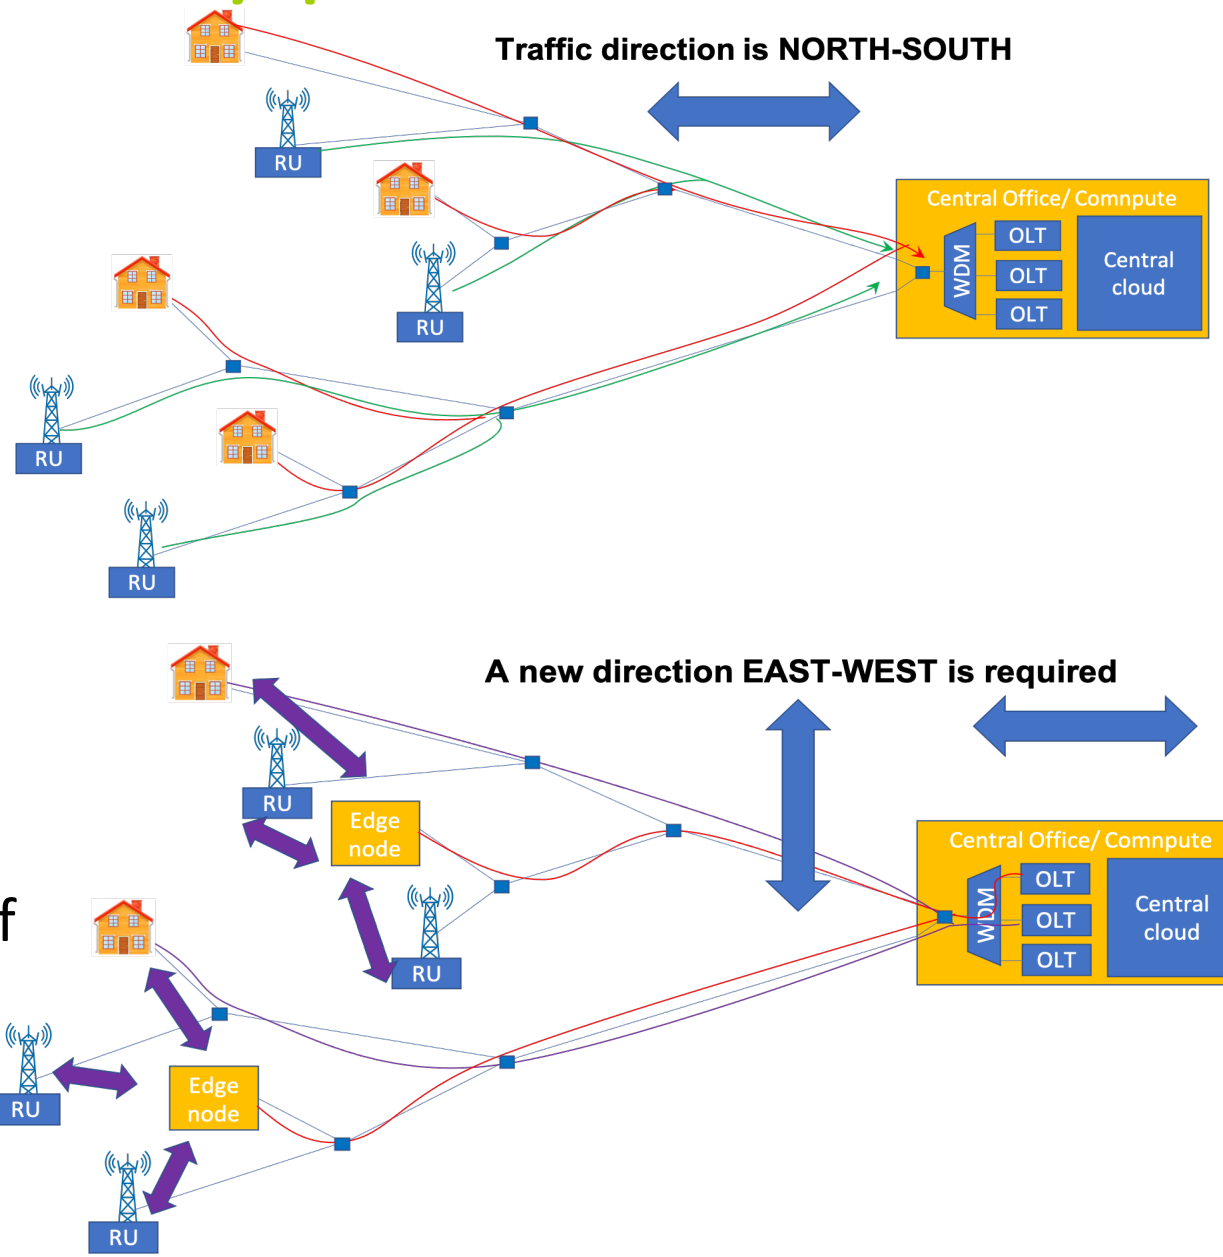 Traffic direction is NORTH-SOUTH
RU
RU
RU
RU
Central Office/ Comnpute
WDM
OLT
OLT
OLT
Central
cloud
A new direction EAST-WEST is required
RU
Edge
node
RU
f
RU
Edge
node
RU
Central Office/ Comnpute
WDM
OLT
OLT
OLT
Central
cloud